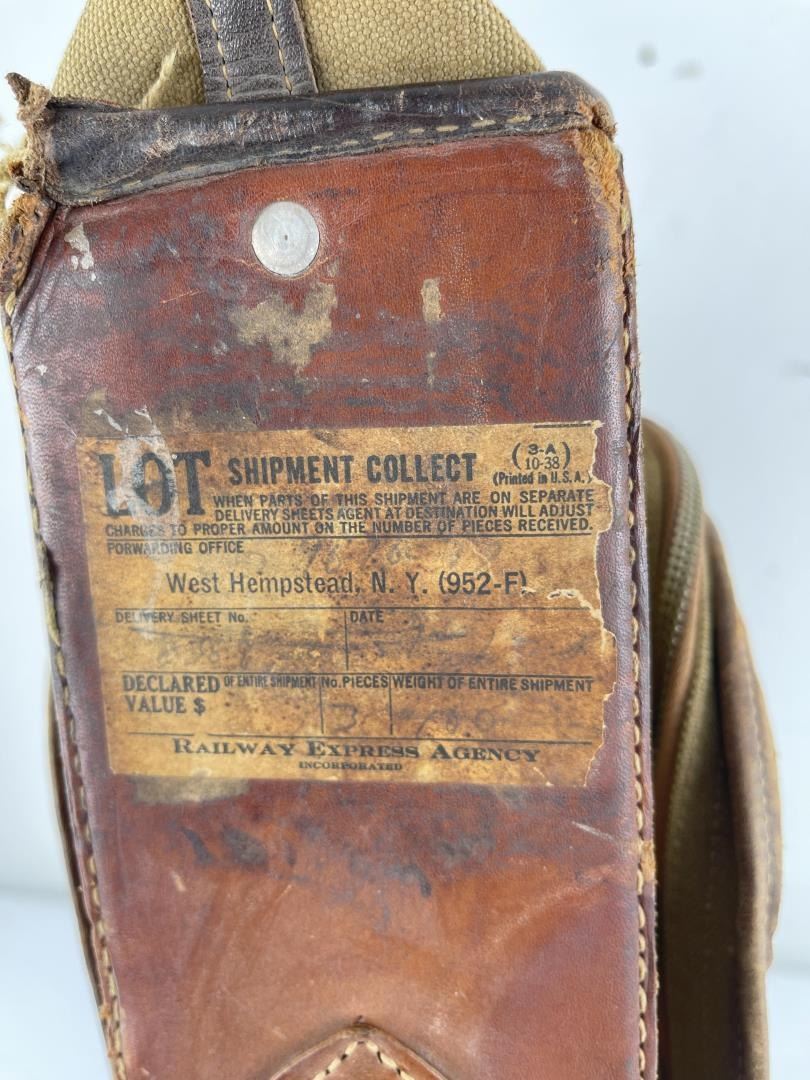 LOT SHIPMENT COLLECT (3-A 10-38) (Printed in U.S.A.)
WHEN PARTS OF THIS SHIPMENT ARE ON SEPARATE
DELIVERY SHEETS AGENT AT DESTINATION WILL ADJUST
CHARGES TO PROPER AMOUNT ON THE NUMBER OF PIECES RECEIVED.
FORWARDING OFFICE
West Hempstead, N. Y. (952-F)
DELIVERY SHEET No. DATE
DECLARED VALUE $ OF ENTIRE SHIPMENT No. PIECES WEIGHT OF ENTIRE SHIPMENT
RAILWAY EXPRESS AGENCY
INCORPORATED